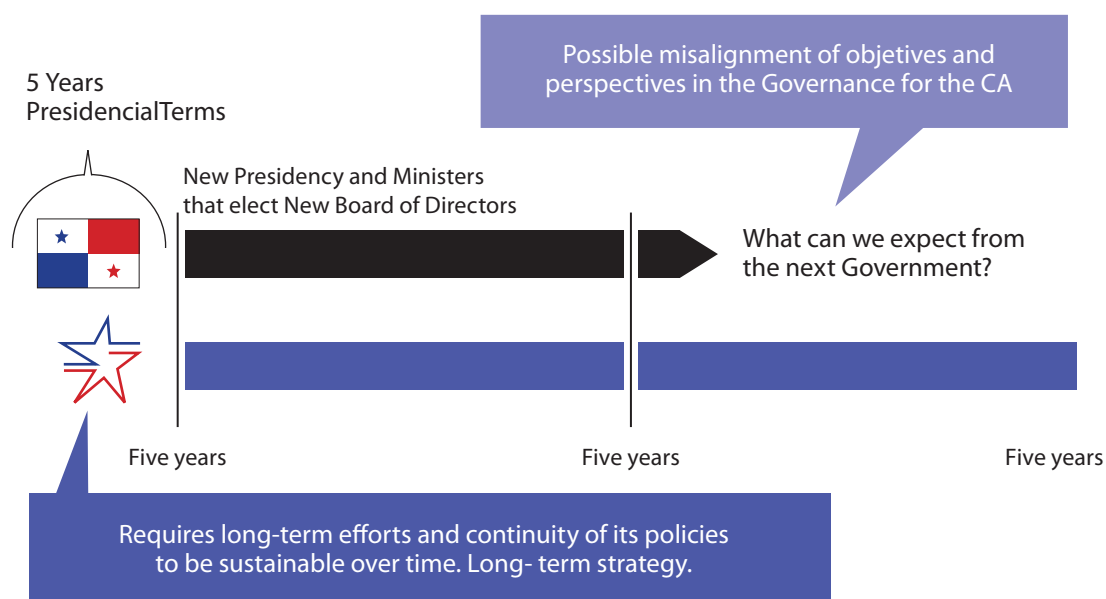 Possible misalignment of objetives and
perspectives in the Governance for the CA
5 Years
PresidencialTerms
New Presidency and Ministers
that elect New Board of Directors
What can we expect from
the next Government?
Five years
Five years
Five years
Requires long-term efforts and continuity of its policies
to be sustainable over time. Long- term strategy.